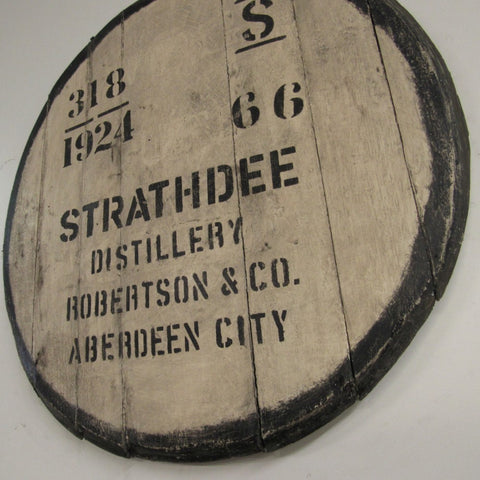 S
318
1924
66
STRATHDEE
DISTILLERY
ROBERTSON & CO.
ABERDEEN CITY